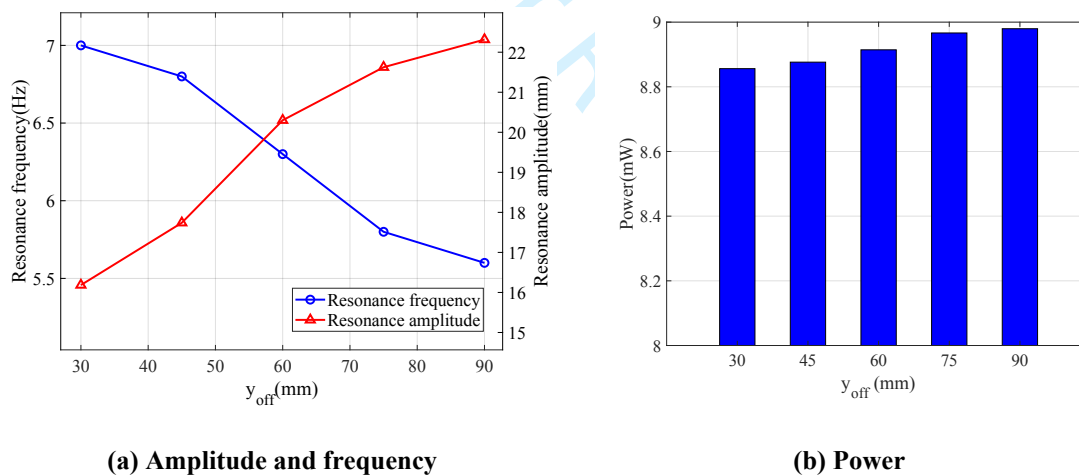 Resonance frequency(Hz)
7
6.5
6
5.5
22
21
20
19
18
17
16
15
Resonance amplitude(mm)
Resonance frequency
Resonance amplitude
30 40 50 60 70 80 90
y_off(mm)
(a) Amplitude and frequency
Power(mW)
9
8.8
8.6
8.4
8.2
8
30 45 60 75 90
y_off (mm)
(b) Power